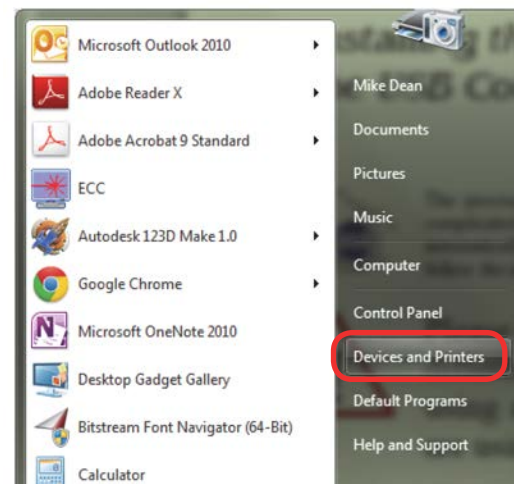 Microsoft Outlook 2010
Adobe Reader X
Adobe Acrobat 9 Standard
ECC
Autodesk 123D Make 1.0
Google Chrome
Microsoft OneNote 2010
Desktop Gadget Gallery
Bitstream Font Navigator (64-Bit)
Calculator
Mike Dean
Documents
Pictures
Music
Computer
Control Panel
Devices and Printers
Default Programs
Help and Support